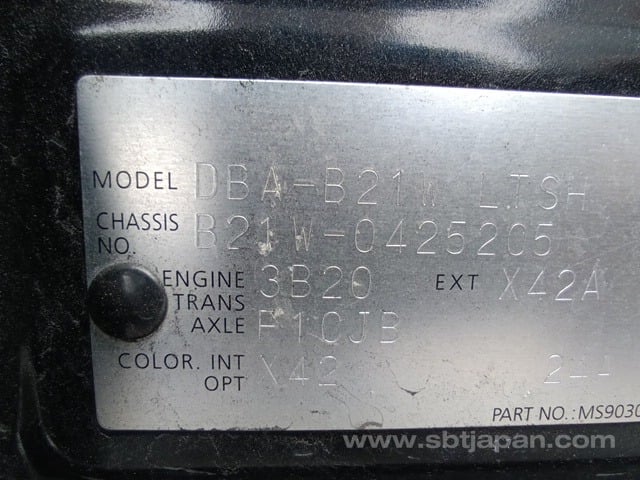 MODEL DBA-B21W LTSH
CHASSIS NO. B21W-0425205
ENGINE 3B20 EXT X42A
TRANS AXLE F1CJB
COLOR. INT X42
OPT
PART NO.:MS9030
www.sbtjapan.com